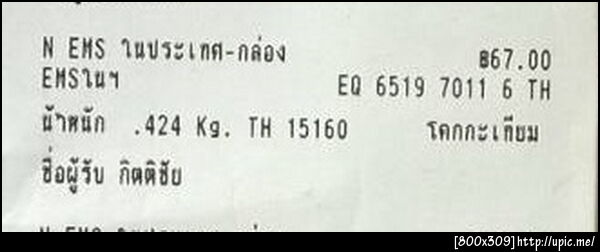 N EMS ในประเทศ-กล่อง ฿67.00
EMSในฯ EQ 6519 7011 6 TH
น้ำหนัก .424 Kg. TH 15160 โคกกะเทียม
ชื่อผู้รับ กิตติชัย
N EMS
[800x309]http://upic.me/